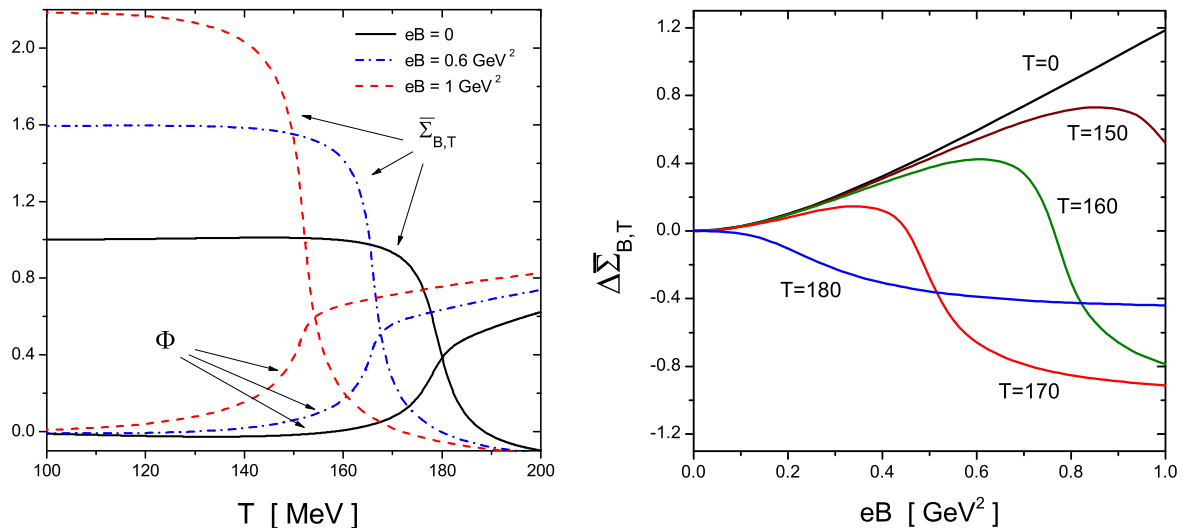 eB = 0
eB = 0.6 GeV²
eB = 1 GeV²
Σ̅B,T
Φ
2.0
1.6
1.2
0.8
0.4
0.0
100 120 140 160 180 200
T [ MeV ]
1.2
0.8
0.4
0.0
-0.4
-0.8
-1.2
ΔΣ̅B,T
T=0
T=150
T=160
T=180
T=170
0.0 0.2 0.4 0.6 0.8 1.0
eB [ GeV² ]